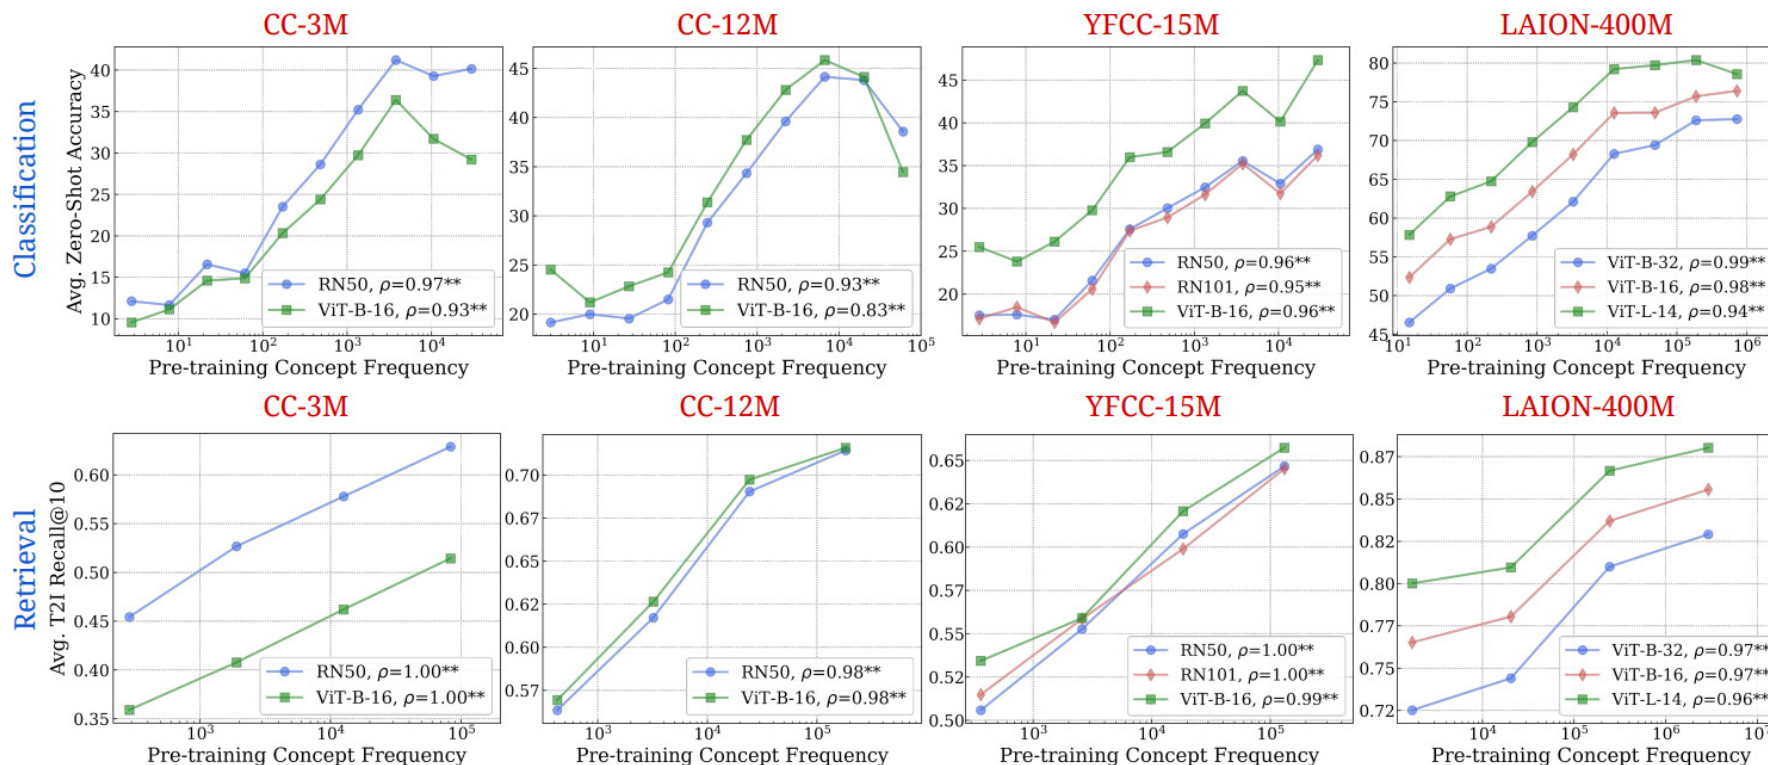 CC-3M
CC-12M
YFCC-15M
LAION-400M
Classification
Avg. Zero-Shot Accuracy
40
35
30
25
20
15
10
RN50, ρ=0.97**
ViT-B-16, ρ=0.93**
10¹ 10² 10³ 10⁴
Pre-training Concept Frequency
45
40
35
30
25
20
RN50, ρ=0.93**
ViT-B-16, ρ=0.83**
10¹ 10² 10³ 10⁴ 10⁵
Pre-training Concept Frequency
45
40
35
30
25
20
RN50, ρ=0.96**
RN101, ρ=0.95**
ViT-B-16, ρ=0.96**
10¹ 10² 10³ 10⁴
Pre-training Concept Frequency
80
75
70
65
60
55
50
45
ViT-B-32, ρ=0.99**
ViT-B-16, ρ=0.98**
ViT-L-14, ρ=0.94**
10¹ 10² 10³ 10⁴ 10⁵ 10⁶
Pre-training Concept Frequency
CC-3M
CC-12M
YFCC-15M
LAION-400M
Retrieval
Avg. T2I Recall@10
0.60
0.55
0.50
0.45
0.40
0.35
RN50, ρ=1.00**
ViT-B-16, ρ=1.00**
10³ 10⁴ 10⁵
Pre-training Concept Frequency
0.70
0.67
0.65
0.62
0.60
0.57
RN50, ρ=0.98**
ViT-B-16, ρ=0.98**
10³ 10⁴ 10⁵
Pre-training Concept Frequency
0.65
0.62
0.60
0.57
0.55
0.52
0.50
RN50, ρ=1.00**
RN101, ρ=1.00**
ViT-B-16, ρ=0.99**
10³ 10⁴ 10⁵
Pre-training Concept Frequency
0.87
0.85
0.82
0.80
0.77
0.75
0.72
ViT-B-32, ρ=0.97**
ViT-B-16, ρ=0.97**
ViT-L-14, ρ=0.96**
10⁴ 10⁵ 10⁶ 10⁷
Pre-training Concept Frequency